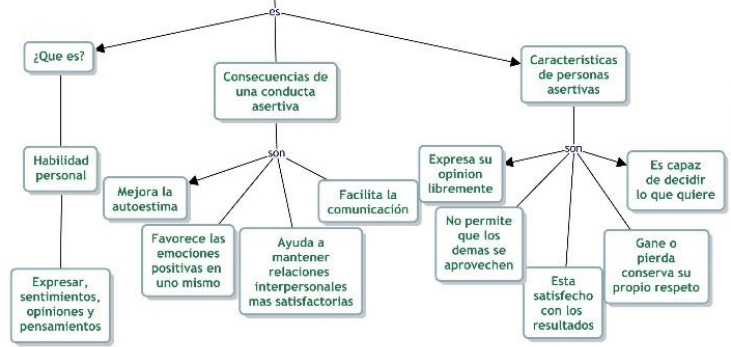 es
¿Que es?
Consecuencias de
una conducta
asertiva
Características
de personas
asertivas
Habilidad
personal
son
son
Mejora la
autoestima
Facilita la
comunicación
Expresa su
opinion
libremente
Es capaz
de decidir
lo que quiere
Favorece las
emociones
positivas en
uno mismo
Ayuda a
mantener
relaciones
interpersonales
mas satisfactorias
No permite
que los
demas se
aprovechen
Gane o
pierda
conserva su
propio respeto
Expresar,
sentimientos,
opiniones y
pensamientos
Esta
satisfecho
con los
resultados